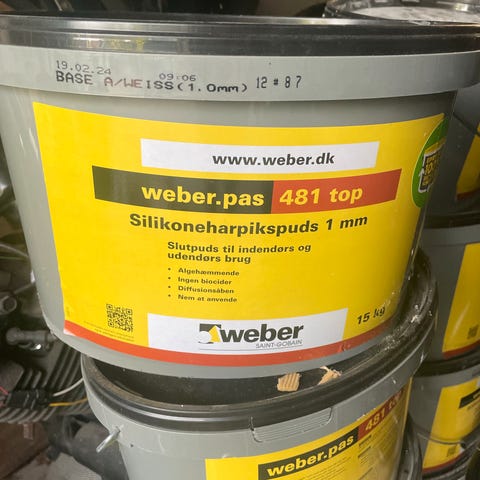 19.02.24 09:06
BASE A/WEISS(1.0mm) 12 # 87
www.weber.dk
weber.pas 481 top
Silikoneharpikspuds 1 mm
Slutpuds til indendørs og
udendørs brug
• Algehæmmende
• Ingen biocider
• Diffusionsåben
• Nem at anvende
weber
SAINT-GOBAIN
15 kg
weber.pas 481 top